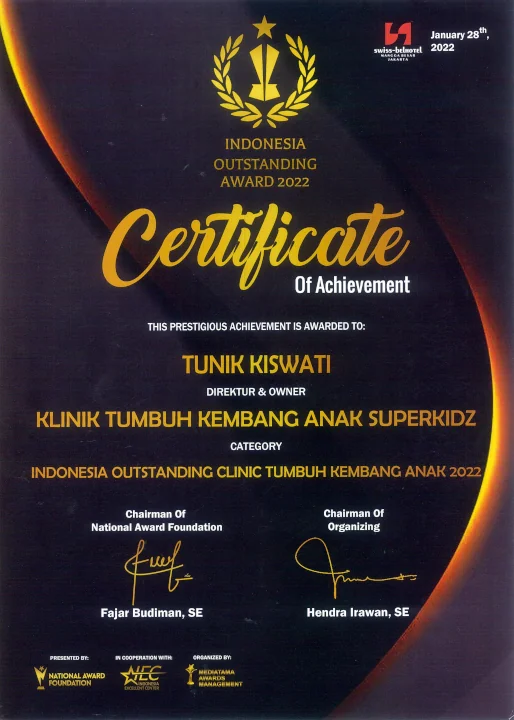 swiss-belhotel
MANGGA BESAR
JAKARTA
January 28th,
2022
INDONESIA
OUTSTANDING
AWARD 2022
Certificate
Of Achievement
THIS PRESTIGIOUS ACHIEVEMENT IS AWARDED TO:
TUNIK KISWATI
DIREKTUR & OWNER
KLINIK TUMBUH KEMBANG ANAK SUPERKIDZ
CATEGORY
INDONESIA OUTSTANDING CLINIC TUMBUH KEMBANG ANAK 2022
Chairman Of
National Award Foundation
Fajar Budiman, SE
Chairman Of
Organizing
Hendra Irawan, SE
PRESENTED BY:
NATIONAL AWARD
FOUNDATION
IN COOPERATION WITH:
IEC
INDONESIA
EXCELLENT CENTER
ORGANIZED BY:
MEDIATAMA
AWARDS
MANAGEMENT